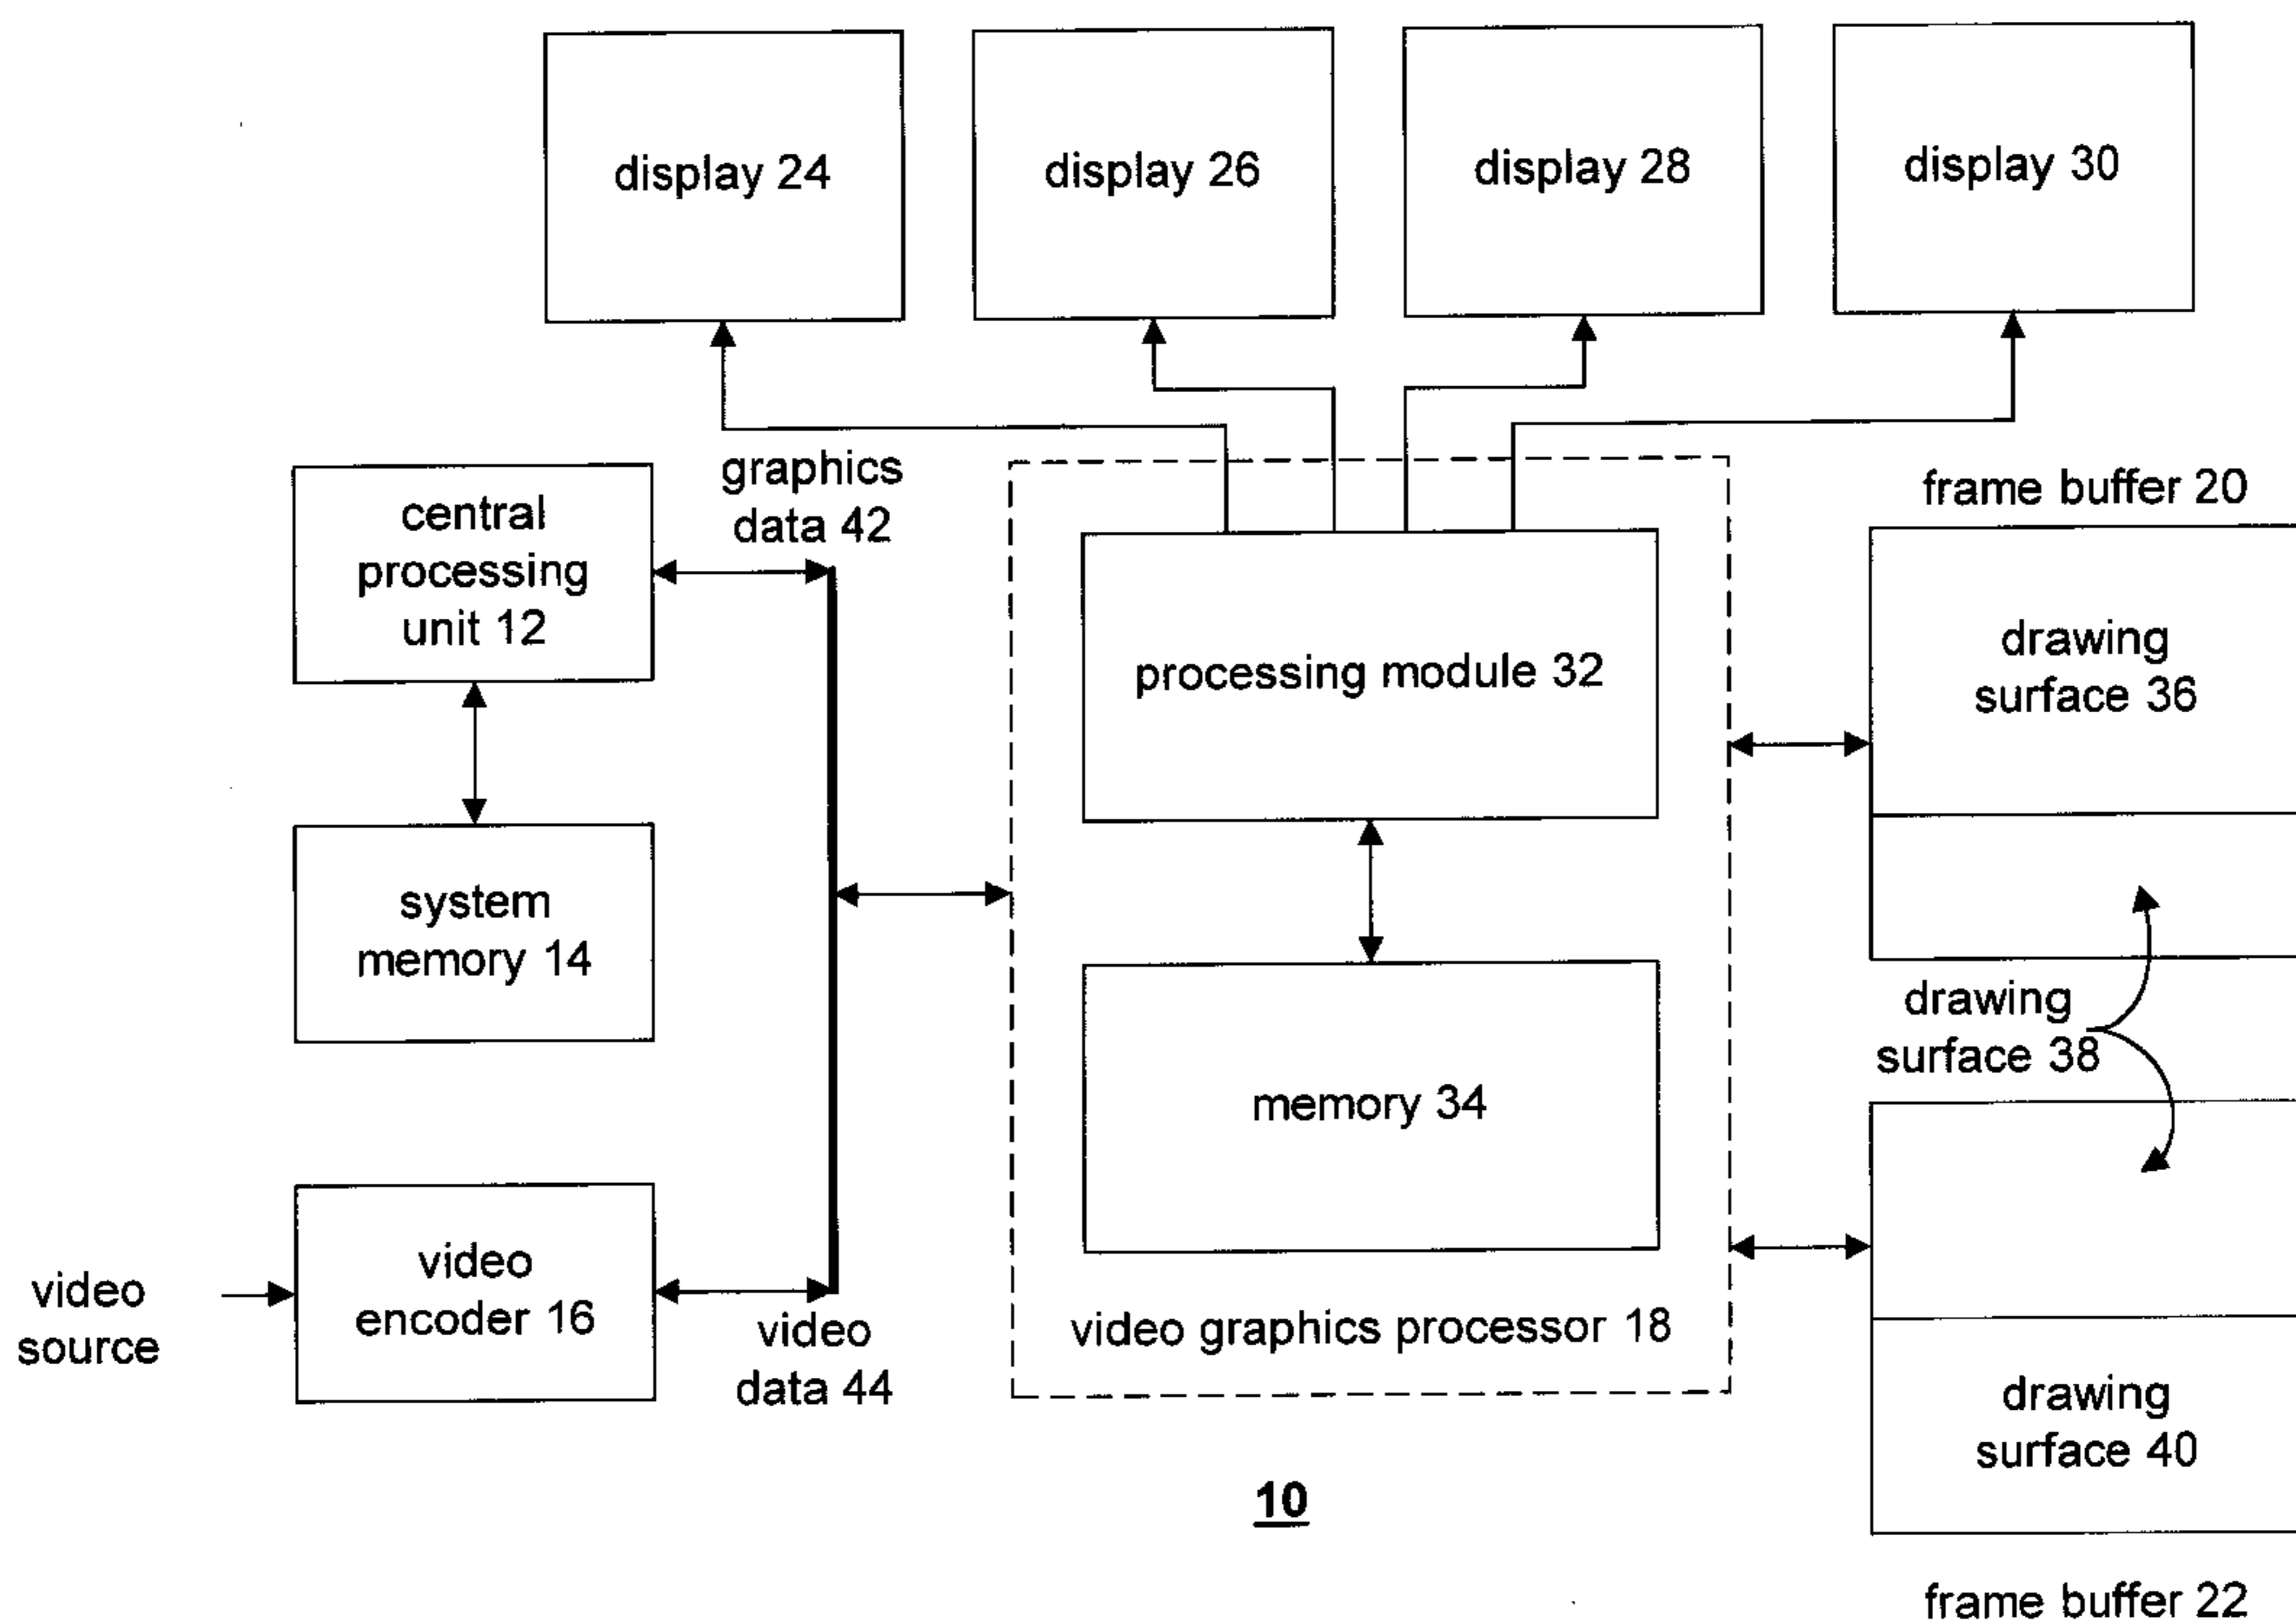 display 24
display 26
display 28
display 30
graphics
data 42
central
processing
unit 12
frame buffer 20
drawing
surface 36
processing module 32
system
memory 14
drawing
surface 38
memory 34
video
source
video
encoder 16
video
data 44
video graphics processor 18
drawing
surface 40
10
frame buffer 22